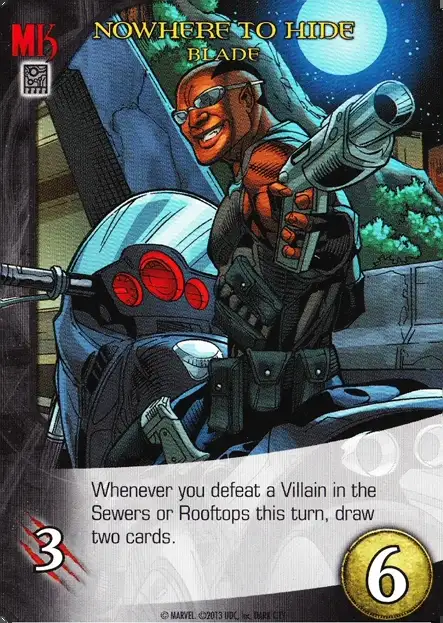 NOWHERE TO HIDE
MK
BLADE
Whenever you defeat a Villain in the
Sewers or Rooftops this turn, draw
two cards.
3
6
© MARVEL. ©2013 UDC, Inc. DARK CITY